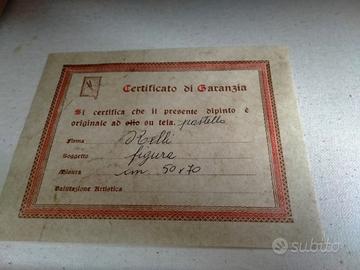 Certificato di Garanzia
Si certifica che il presente dipinto è
originale ad olio su tela. pastello
Firma Relli
Soggetto figura
Misura cm. 50x70
Valutazione Artistica
subito